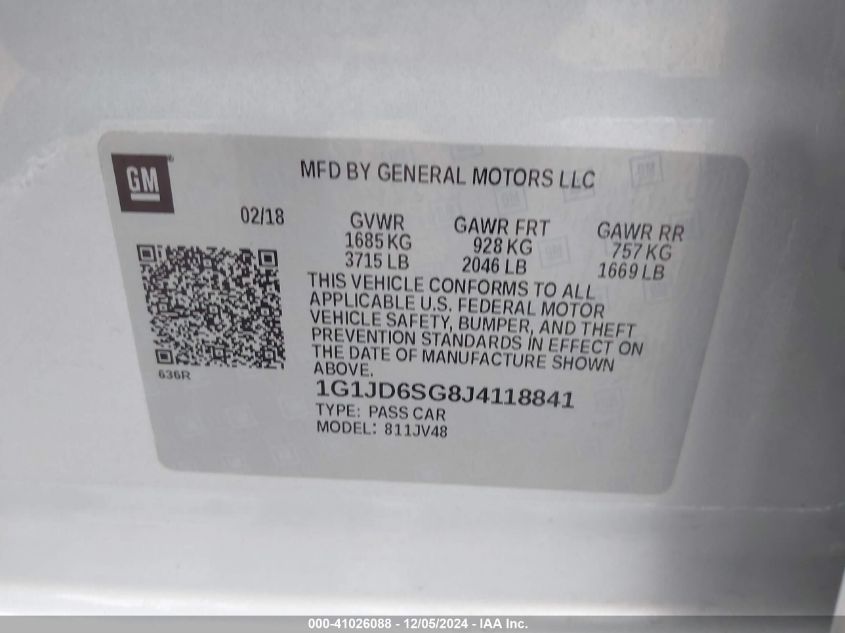 GM
MFD BY GENERAL MOTORS LLC
02/18
GVWR
1685 KG
3715 LB
GAWR FRT
928 KG
2046 LB
GAWR RR
757 KG
1669 LB
THIS VEHICLE CONFORMS TO ALL
APPLICABLE U.S. FEDERAL MOTOR
VEHICLE SAFETY, BUMPER, AND THEFT
PREVENTION STANDARDS IN EFFECT ON
THE DATE OF MANUFACTURE SHOWN
ABOVE.
636R
1G1JD6SG8J4118841
TYPE: PASS CAR
MODEL: 811JV48
000-41026088 - 12/05/2024 - IAA Inc.